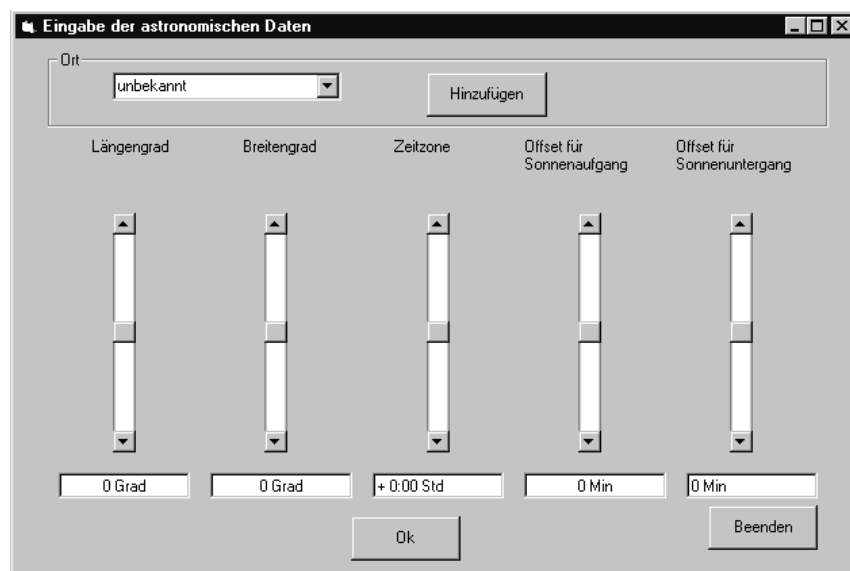 Eingabe der astronomischen Daten
Ort
unbekannt
Hinzufügen
Längengrad
Breitengrad
Zeitzone
Offset für
Sonnenaufgang
Offset für
Sonnenuntergang
0 Grad
0 Grad
+ 0:00 Std
0 Min
0 Min
Ok
Beenden